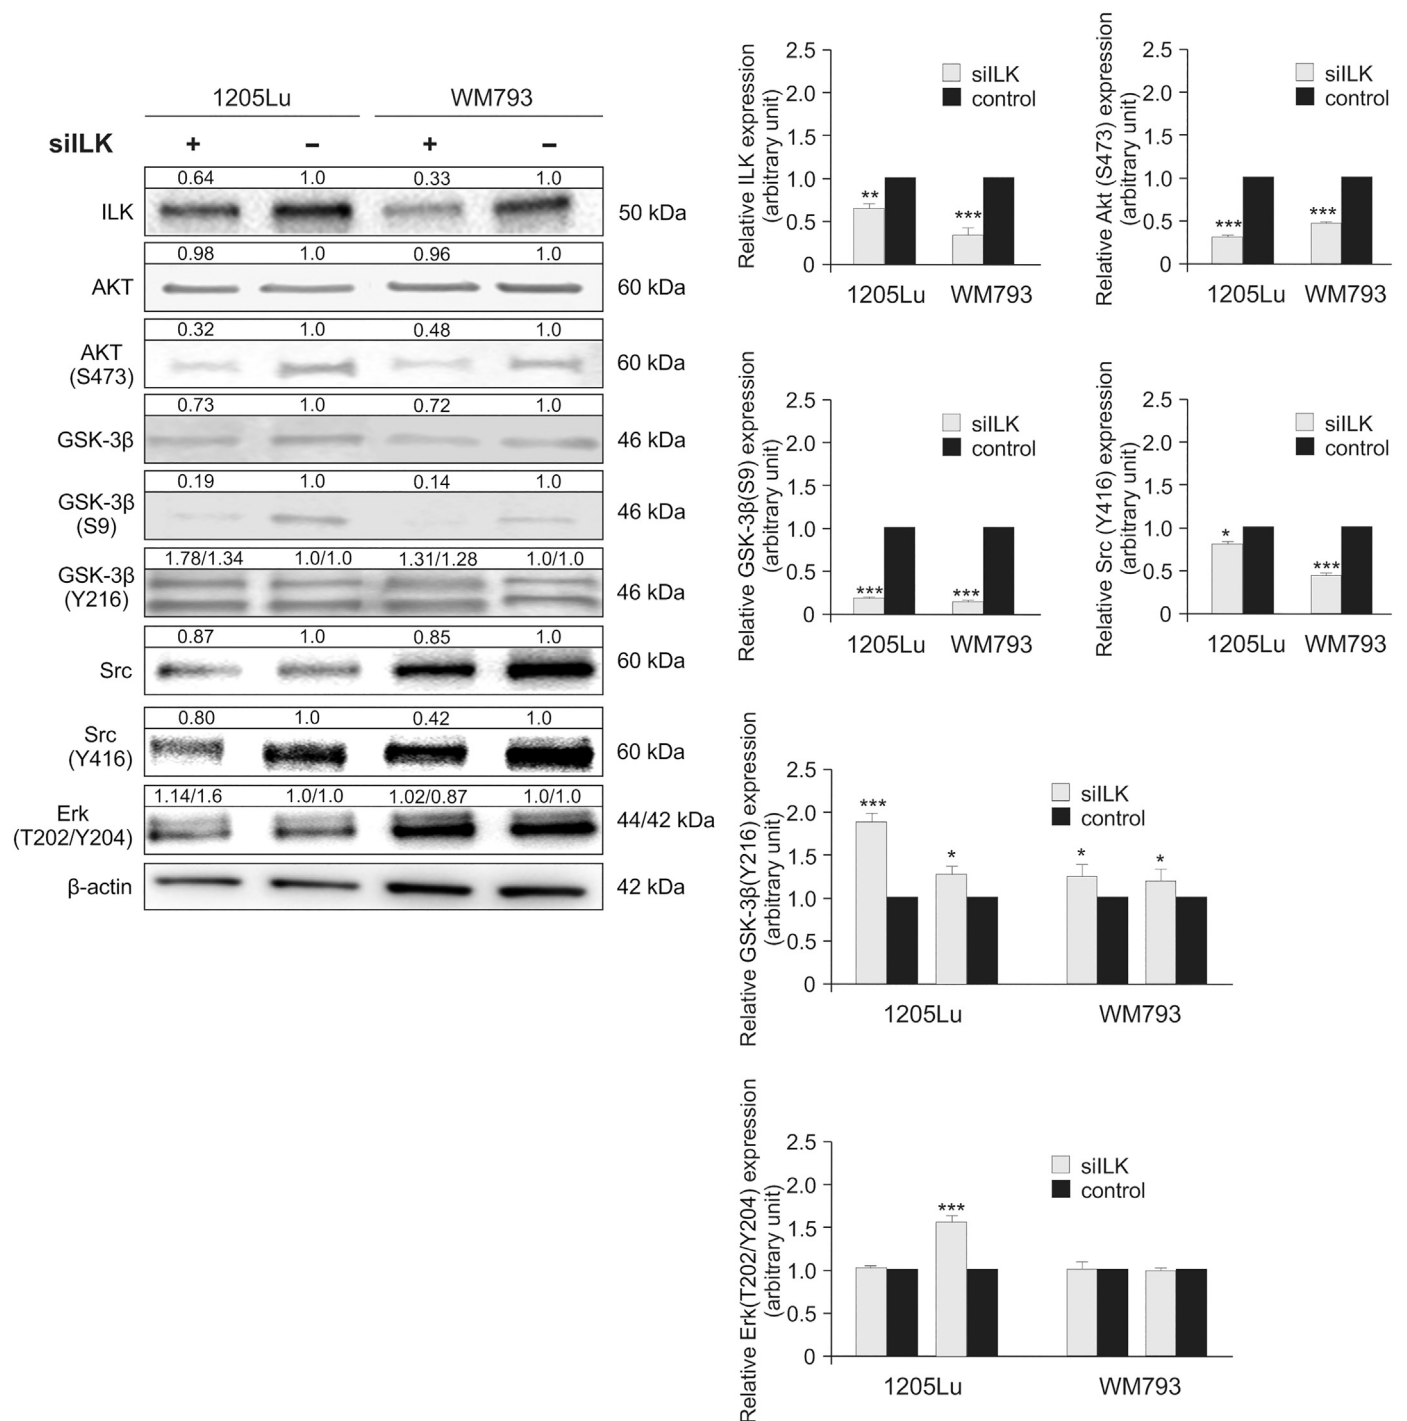 1205Lu WM793
siILK + – + –
0.64 1.0 0.33 1.0
ILK 50 kDa
0.98 1.0 0.96 1.0
AKT 60 kDa
0.32 1.0 0.48 1.0
AKT
(S473)
60 kDa
0.73 1.0 0.72 1.0
GSK-3β 46 kDa
0.19 1.0 0.14 1.0
GSK-3β
(S9)
46 kDa
1.78/1.34 1.0/1.0 1.31/1.28 1.0/1.0
GSK-3β
(Y216)
46 kDa
0.87 1.0 0.85 1.0
Src 60 kDa
0.80 1.0 0.42 1.0
Src
(Y416)
60 kDa
1.14/1.6 1.0/1.0 1.02/0.87 1.0/1.0
Erk
(T202/Y204)
44/42 kDa
β-actin 42 kDa
Relative ILK expression
(arbitrary unit)
2.5
2.0
1.5
1.0
0.5
0
siILK
control
**
***
1205Lu WM793
Relative Akt (S473) expression
(arbitrary unit)
2.5
2.0
1.5
1.0
0.5
0
siILK
control
***
***
1205Lu WM793
Relative GSK-3β(S9) expression
(arbitrary unit)
2.5
2.0
1.5
1.0
0.5
0
siILK
control
***
***
1205Lu WM793
Relative Src (Y416) expression
(arbitrary unit)
2.5
2.0
1.5
1.0
0.5
0
siILK
control
*
***
1205Lu WM793
Relative GSK-3β(Y216) expression
(arbitrary unit)
2.5
2.0
1.5
1.0
0.5
0
siILK
control
***
*
*
*
1205Lu WM793
Relative Erk(T202/Y204) expression
(arbitrary unit)
2.5
2.0
1.5
1.0
0.5
0
siILK
control
***
1205Lu WM793